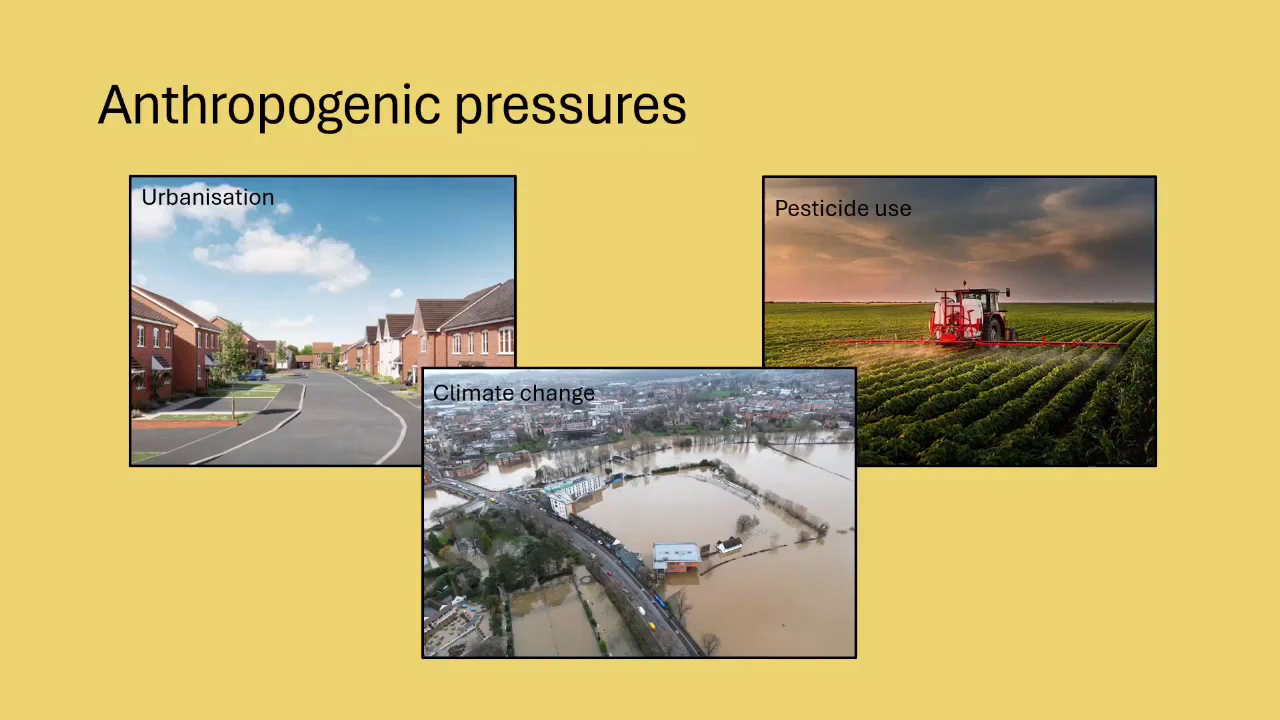 Anthropogenic pressures
Urbanisation
Pesticide use
Climate change